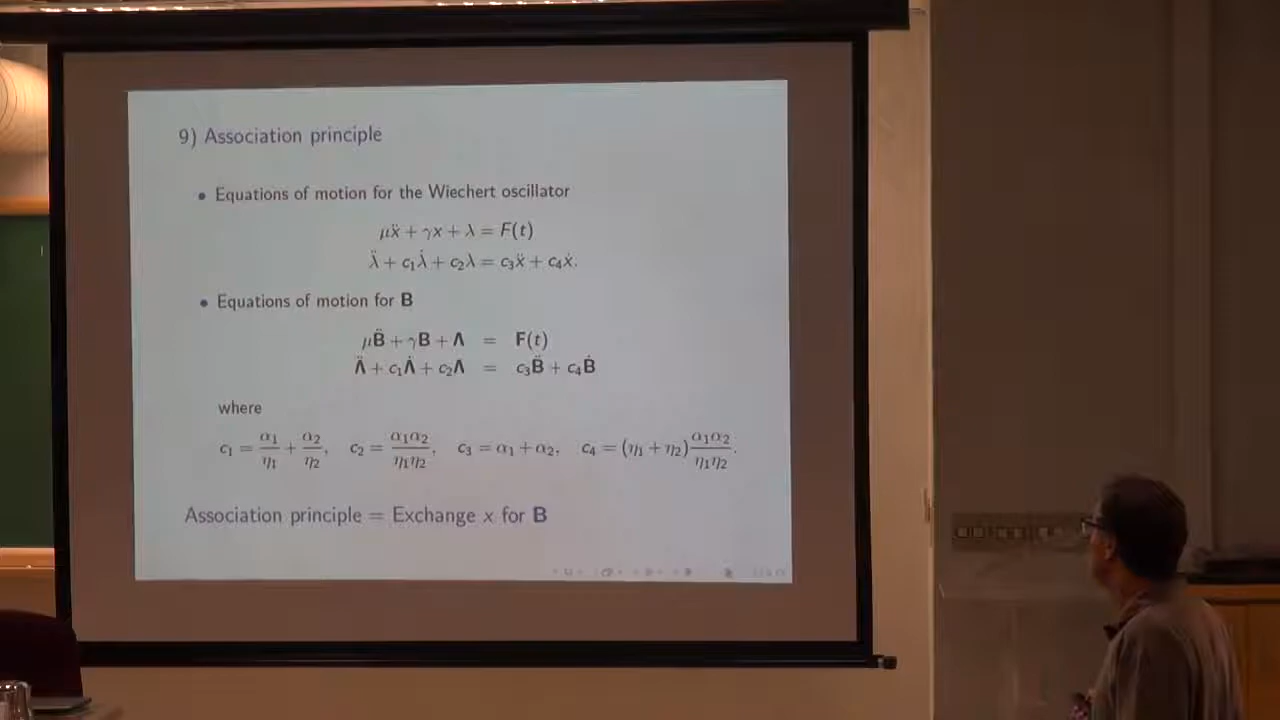 9) Association principle
• Equations of motion for the Wiechert oscillator
μẍ + γx + λ = F(t)
λ̈ + c₁λ̇ + c₂λ = c₃ẍ + c₄ẋ.
• Equations of motion for B
μB̈ + γB + Λ = F(t)
Λ̈ + c₁Λ̇ + c₂Λ = c₃B̈ + c₄Ḃ
where
c₁ = α₁/η₁ + α₂/η₂, c₂ = α₁α₂/η₁η₂, c₃ = α₁ + α₂, c₄ = (η₁ + η₂) α₁α₂/η₁η₂.
Association principle = Exchange x for B